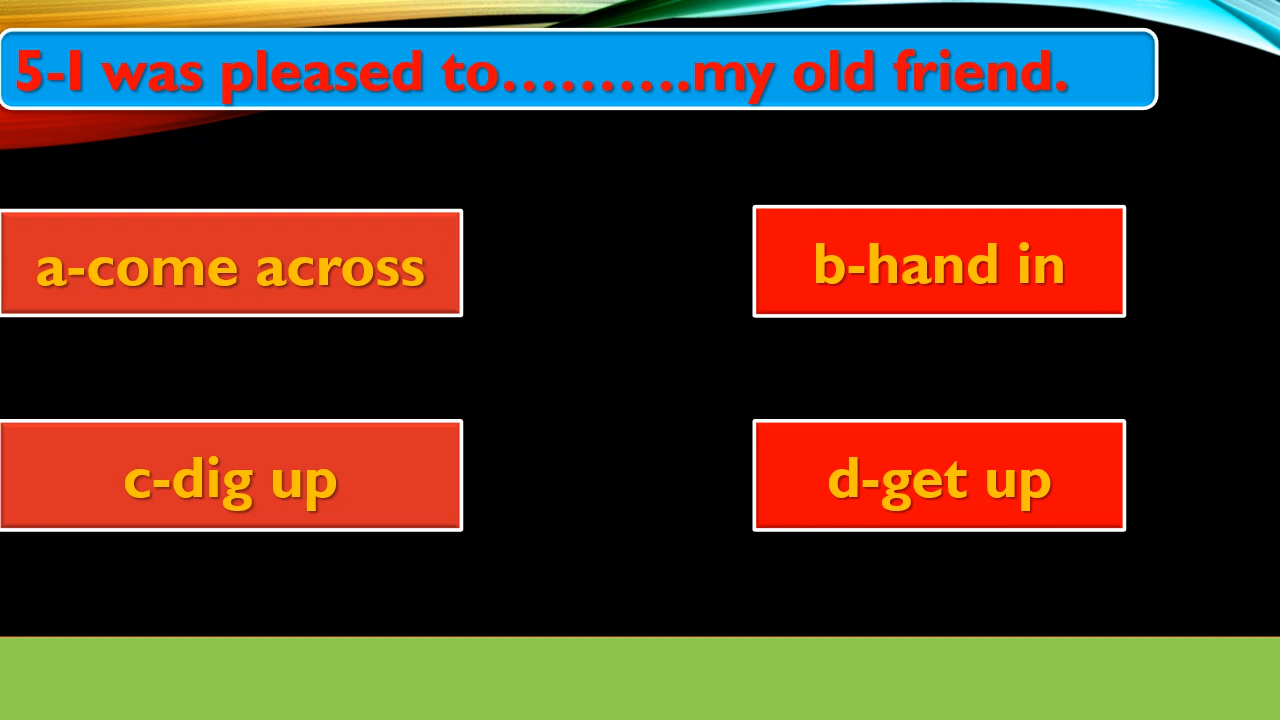 5-I was pleased to……….my old friend.
a-come across
b-hand in
c-dig up
d-get up